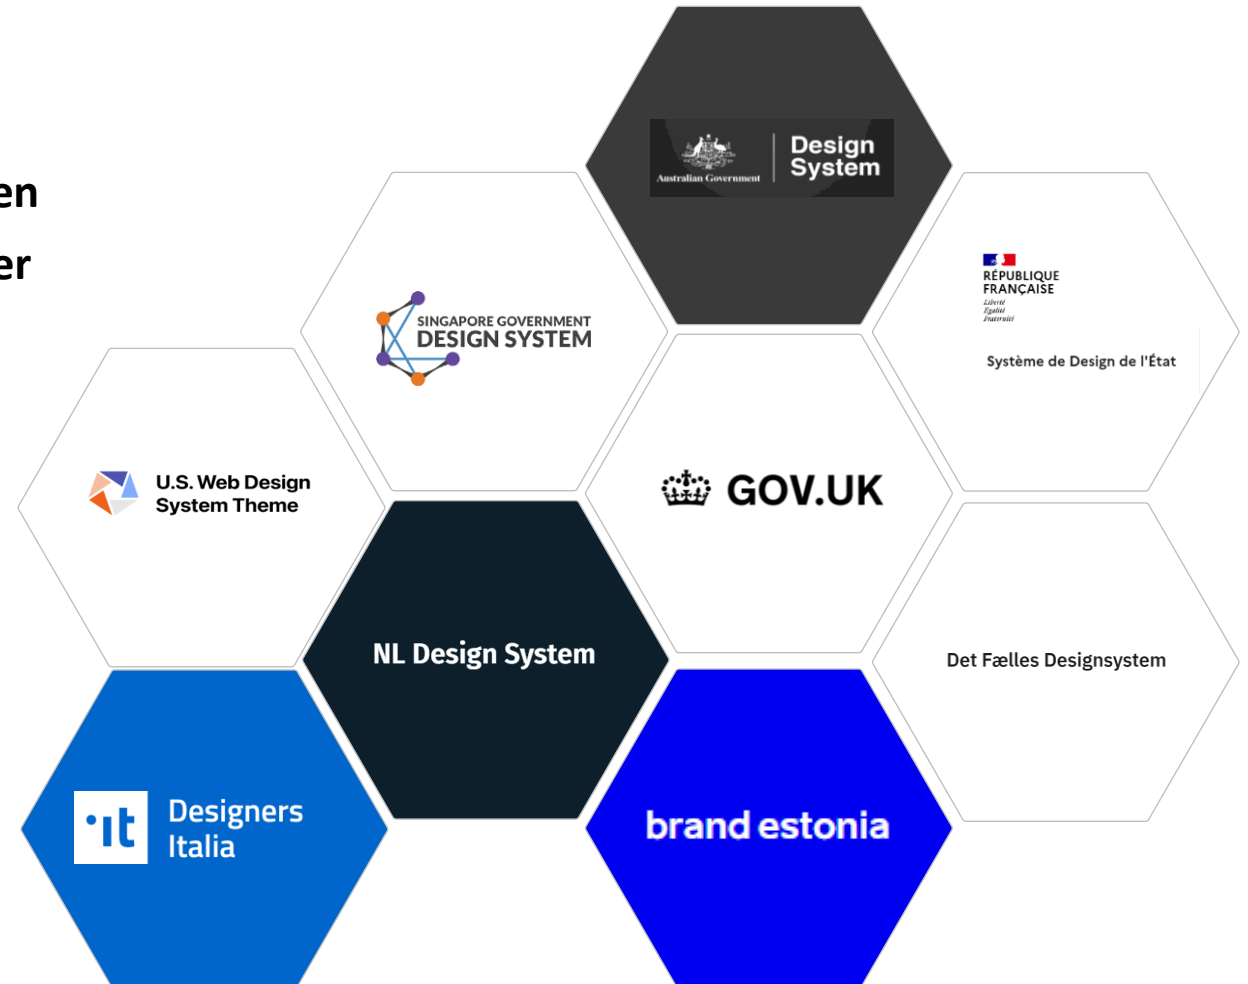 en
er
Australian Government
Design
System
SINGAPORE GOVERNMENT
DESIGN SYSTEM
RÉPUBLIQUE
FRANÇAISE
Liberté
Égalité
Fraternité
Système de Design de l'État
U.S. Web Design
System Theme
GOV.UK
NL Design System
Det Fælles Designsystem
·ıt
Designers
Italia
brand estonia